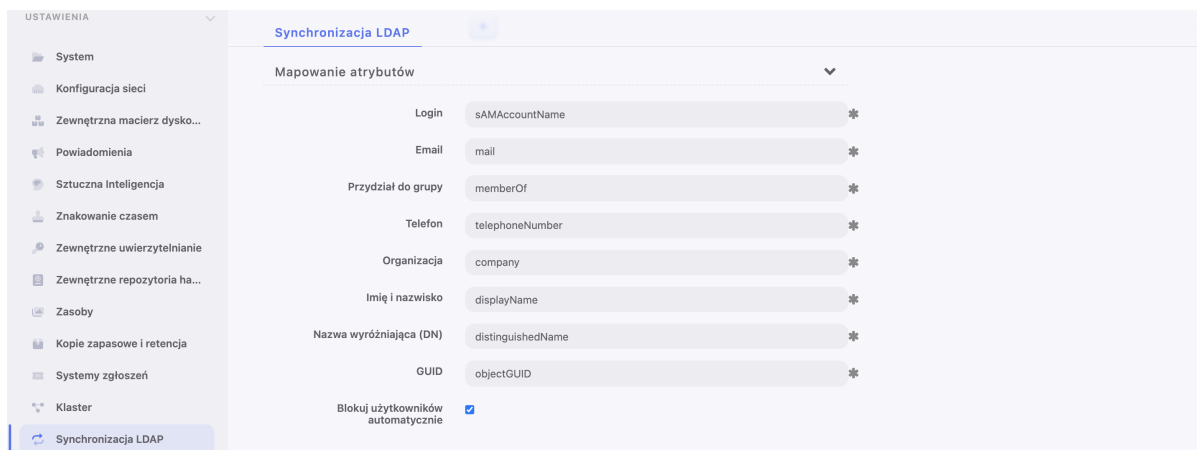 USTAWIENIA
System
Konfiguracja sieci
Zewnętrzna macierz dysko...
Powiadomienia
Sztuczna Inteligencja
Znakowanie czasem
Zewnętrzne uwierzytelnianie
Zewnętrzne repozytoria ha...
Zasoby
Kopie zapasowe i retencja
Systemy zgłoszeń
Klaster
Synchronizacja LDAP
Synchronizacja LDAP
Mapowanie atrybutów
Login sAMAccountName *
Email mail *
Przydział do grupy memberOf *
Telefon telephoneNumber *
Organizacja company *
Imię i nazwisko displayName *
Nazwa wyróżniająca (DN) distinguishedName *
GUID objectGUID *
Blokuj użytkowników
automatycznie